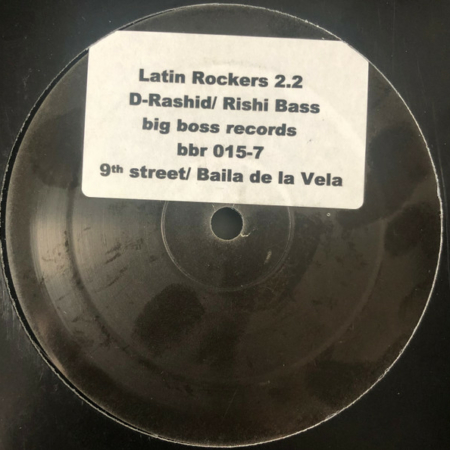 Latin Rockers 2.2
D-Rashid/ Rishi Bass
big boss records
bbr 015-7
9th street/ Baila de la Vela